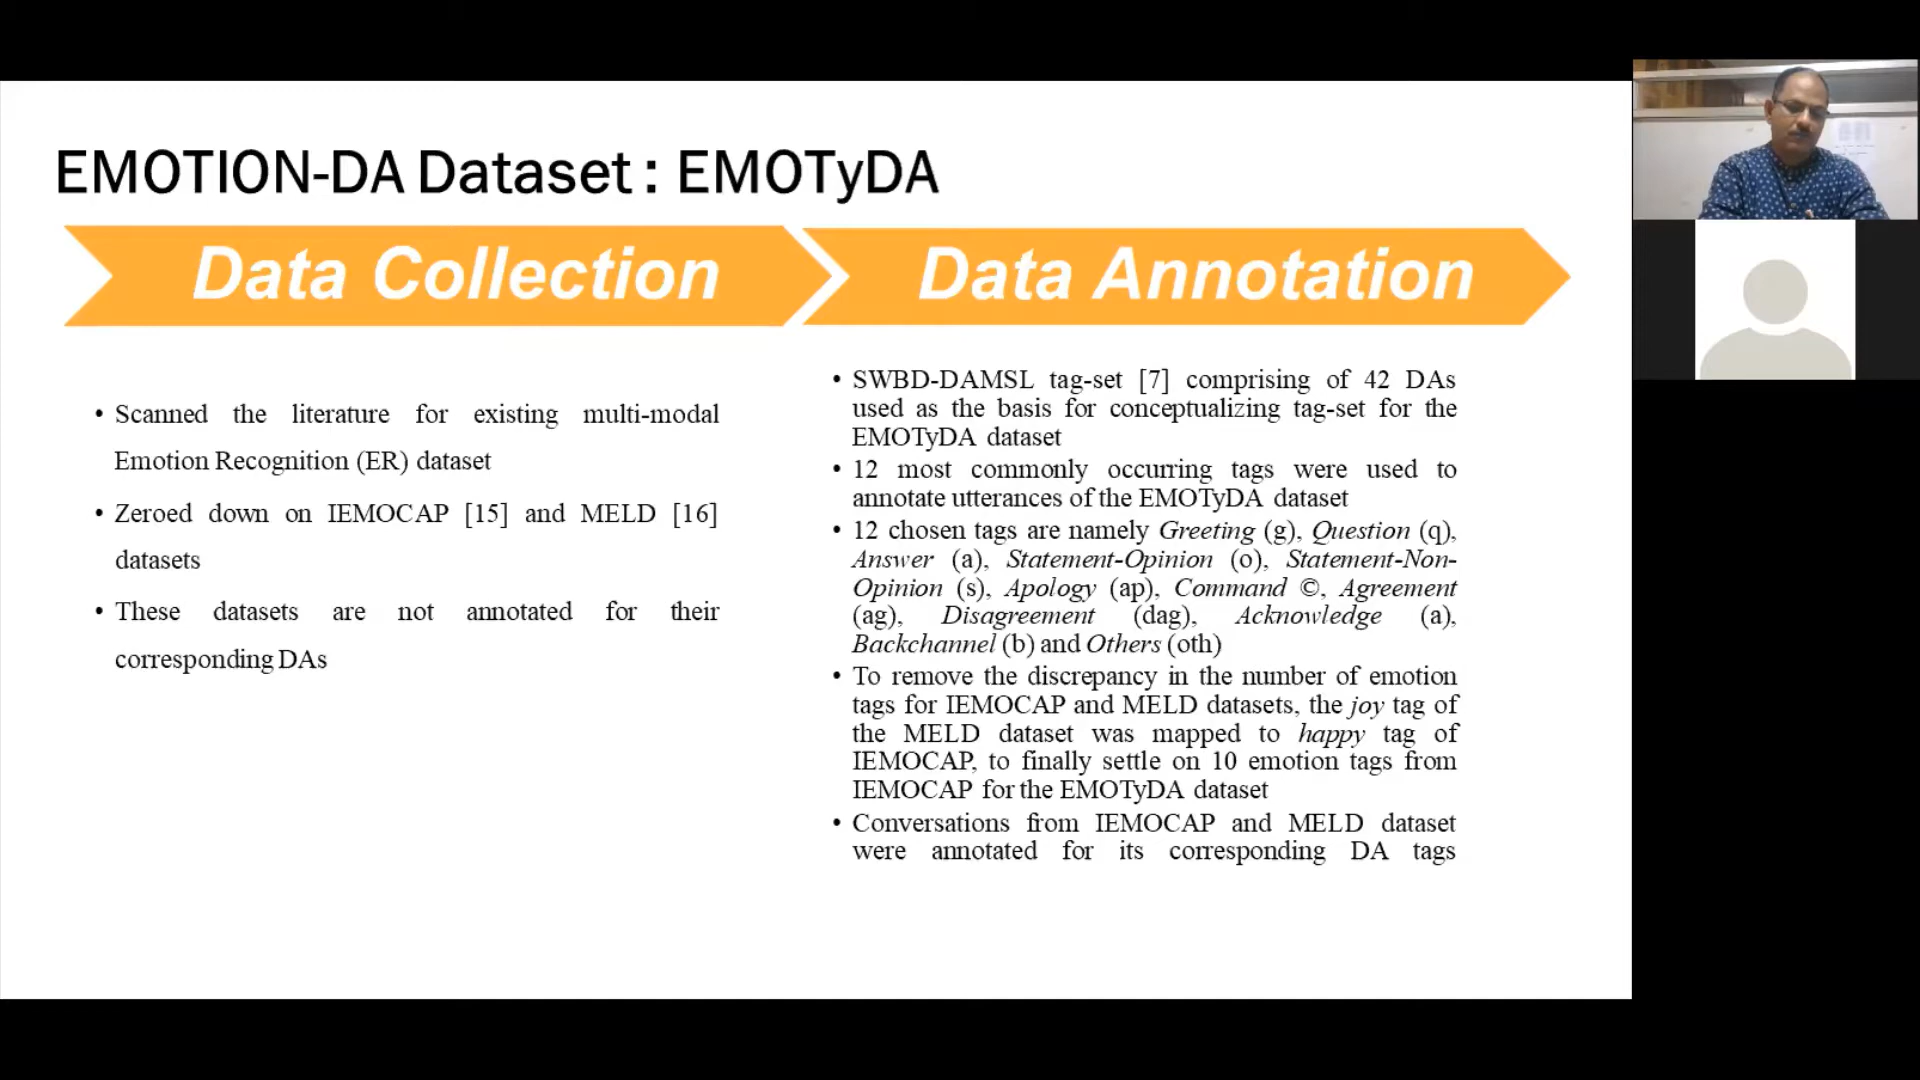 EMOTION-DA Dataset : EMOTyDA
Data Collection
Data Annotation
• Scanned the literature for existing multi-modal
Emotion Recognition (ER) dataset
• Zeroed down on IEMOCAP [15] and MELD [16]
datasets
• These datasets are not annotated for their
corresponding DAs
• SWBD-DAMSL tag-set [7] comprising of 42 DAs
used as the basis for conceptualizing tag-set for the
EMOTyDA dataset
• 12 most commonly occurring tags were used to
annotate utterances of the EMOTyDA dataset
• 12 chosen tags are namely Greeting (g), Question (q),
Answer (a), Statement-Opinion (o), Statement-Non-
Opinion (s), Apology (ap), Command ©, Agreement
(ag), Disagreement (dag), Acknowledge (a),
Backchannel (b) and Others (oth)
• To remove the discrepancy in the number of emotion
tags for IEMOCAP and MELD datasets, the joy tag of
the MELD dataset was mapped to happy tag of
IEMOCAP, to finally settle on 10 emotion tags from
IEMOCAP for the EMOTyDA dataset
• Conversations from IEMOCAP and MELD dataset
were annotated for its corresponding DA tags